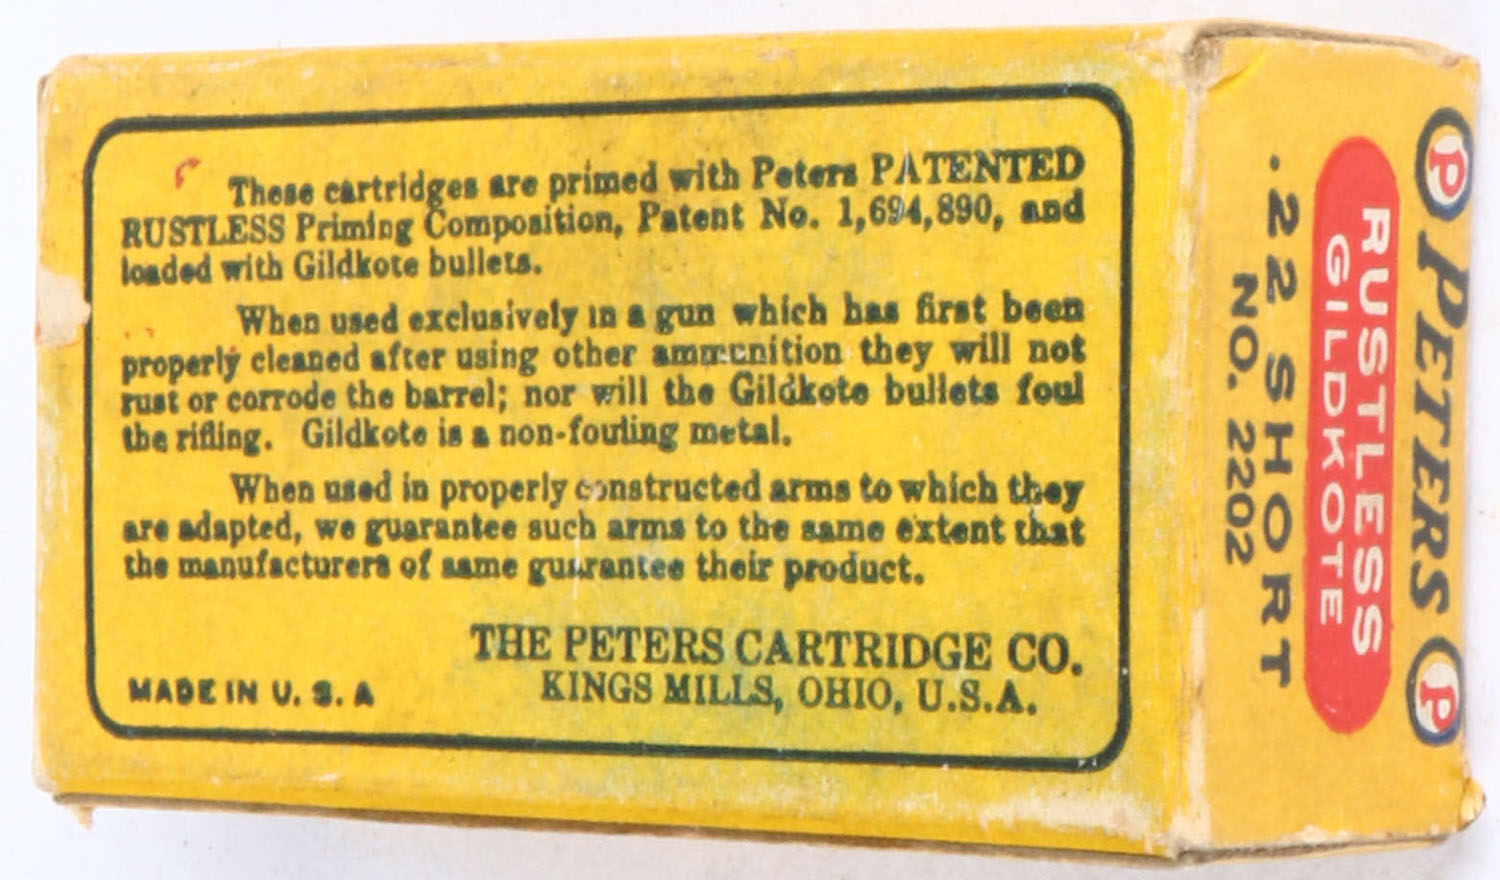 These cartridges are primed with Peters PATENTED
RUSTLESS Priming Composition, Patent No. 1,694,890, and
loaded with Gildkote bullets.
When used exclusively in a gun which has first been
properly cleaned after using other ammunition they will not
rust or corrode the barrel; nor will the Gildkote bullets foul
the rifling. Gildkote is a non-fouling metal.
When used in properly constructed arms to which they
are adapted, we guarantee such arms to the same extent that
the manufacturers of same guarantee their product.
THE PETERS CARTRIDGE CO.
KINGS MILLS, OHIO, U.S.A.
MADE IN U. S. A
P PETERS P
RUSTLESS
GILDKOTE
.22 SHORT
NO. 2202